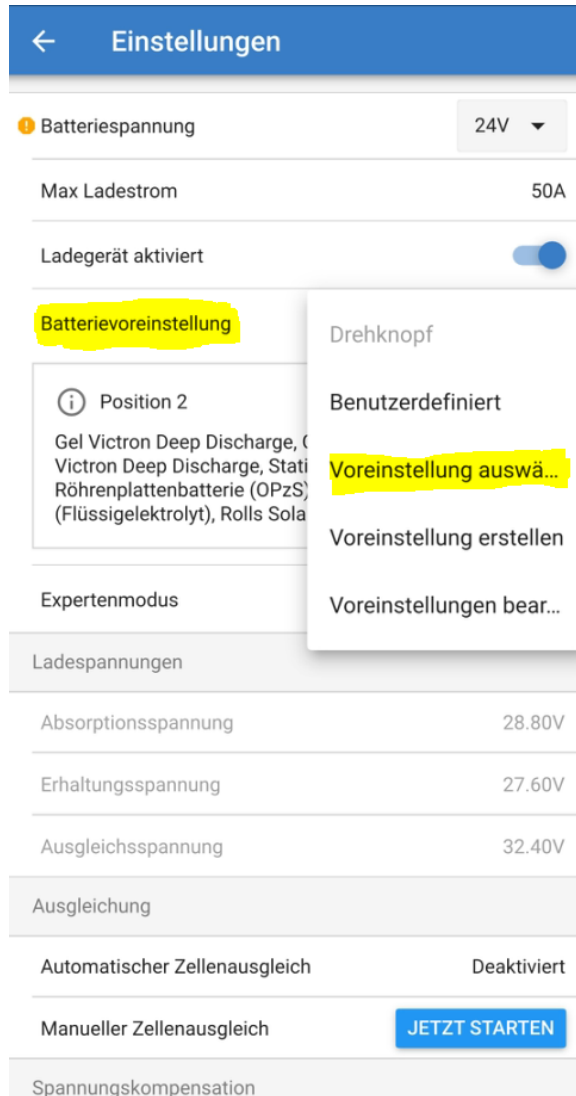 Einstellungen
Batteriespannung 24V
Max Ladestrom 50A
Ladegerät aktiviert
Batterievoreinstellung
Drehknopf
Benutzerdefiniert
Voreinstellung auswä...
Voreinstellung erstellen
Voreinstellungen bear...
Position 2
Gel Victron Deep Discharge,
Victron Deep Discharge, Stati
Röhrenplattenbatterie (OPzS)
(Flüssigelektrolyt), Rolls Sola
Expertenmodus
Ladespannungen
Absorptionsspannung 28.80V
Erhaltungsspannung 27.60V
Ausgleichsspannung 32.40V
Ausgleichung
Automatischer Zellenausgleich Deaktiviert
Manueller Zellenausgleich JETZT STARTEN
Spannungskompensation